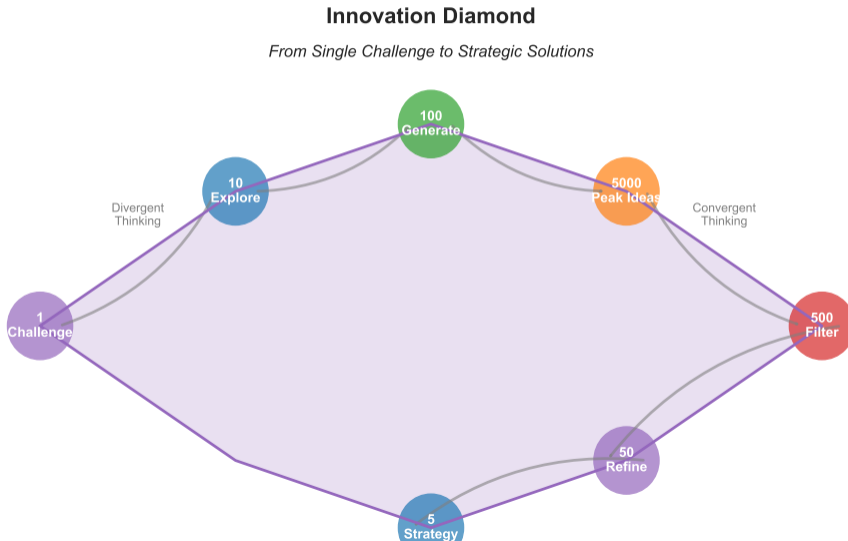 Innovation Diamond
From Single Challenge to Strategic Solutions
100
Generate
10
Explore
5000
Peak Ideas
Divergent
Thinking
Convergent
Thinking
1
Challenge
500
Filter
50
Refine
5
Strategy